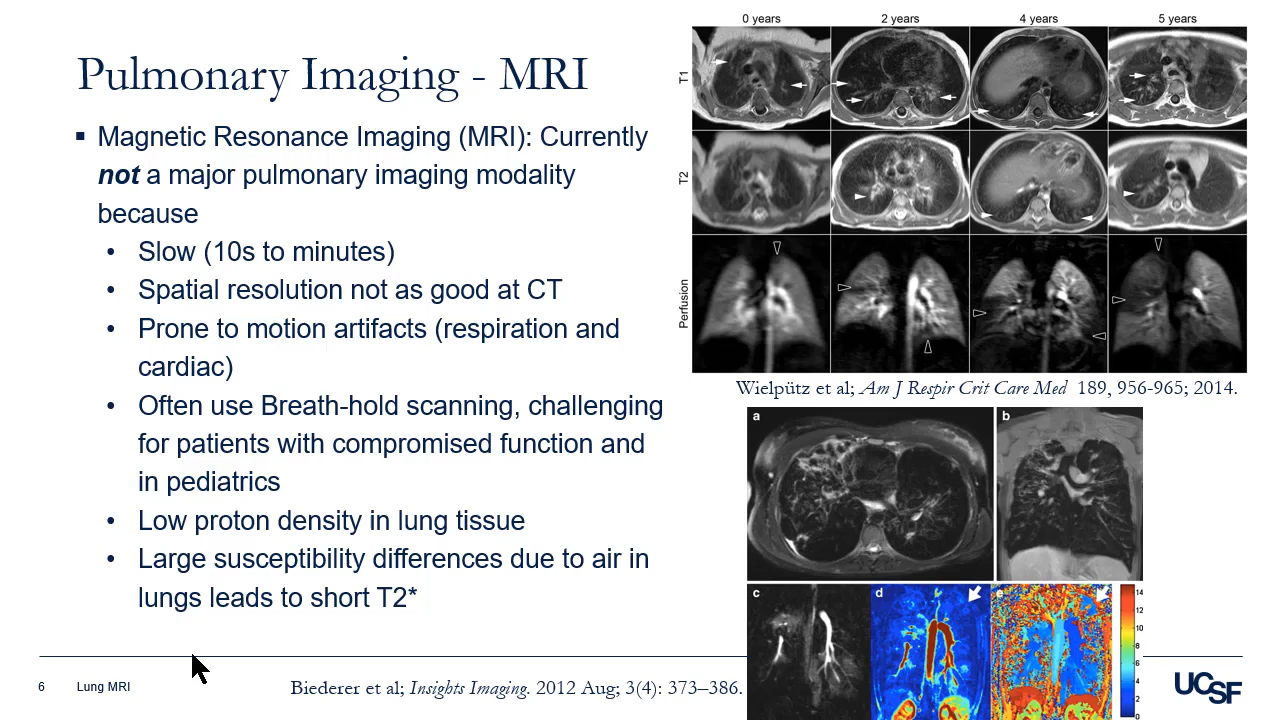 Pulmonary Imaging - MRI
▪ Magnetic Resonance Imaging (MRI): Currently
not a major pulmonary imaging modality
because
• Slow (10s to minutes)
• Spatial resolution not as good at CT
• Prone to motion artifacts (respiration and
cardiac)
• Often use Breath-hold scanning, challenging
for patients with compromised function and
in pediatrics
• Low proton density in lung tissue
• Large susceptibility differences due to air in
lungs leads to short T2*
0 years 2 years 4 years 5 years
T1
T2
Perfusion
Wielpütz et al; Am J Respir Crit Care Med 189, 956-965; 2014.
a b
c d e
14
12
10
8
6
4
2
0
6 Lung MRI
Biederer et al; Insights Imaging. 2012 Aug; 3(4): 373–386.
UCSF